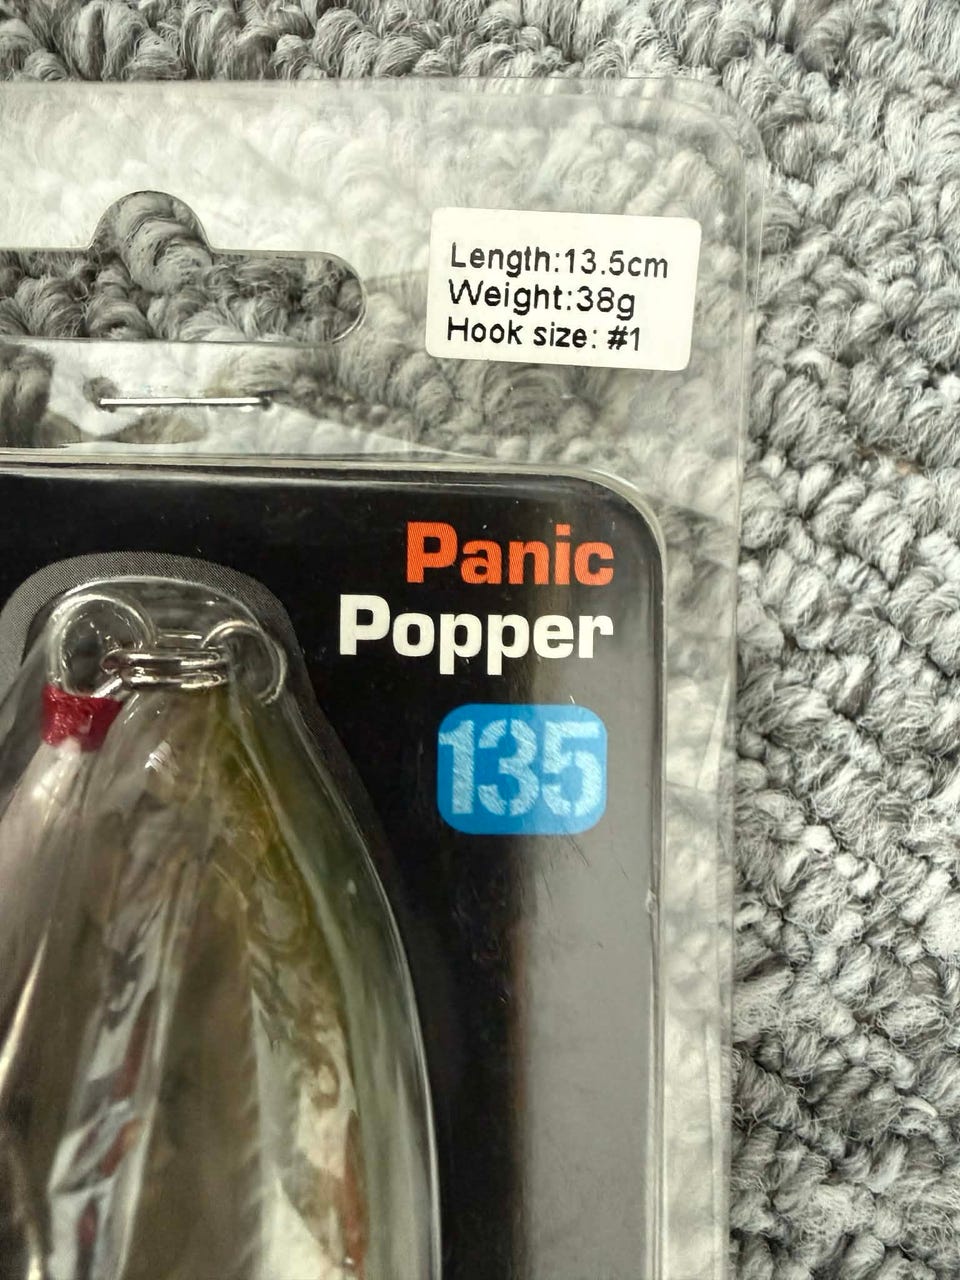 Length:13.5cm
Weight:38g
Hook size: #1
Panic
Popper
135